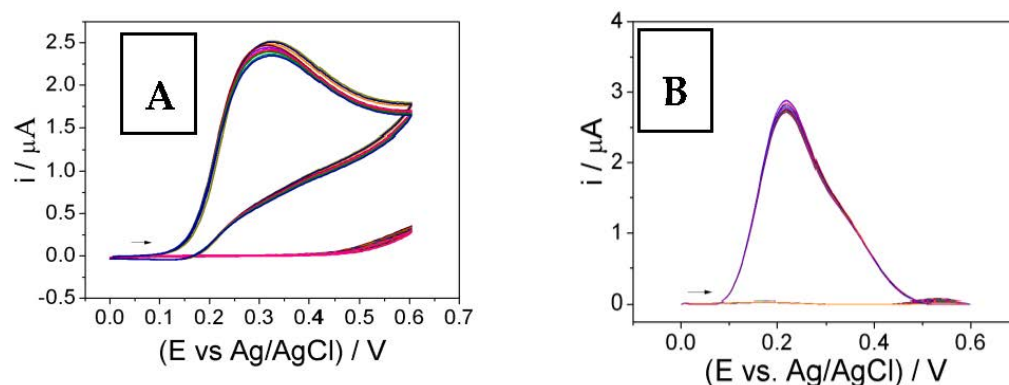 A
2.5
2.0
1.5
1.0
0.5
0.0
-0.5
i / μA
0.0 0.1 0.2 0.3 0.4 0.5 0.6 0.7
(E vs Ag/AgCl) / V
B
4
3
2
1
0
i / μA
0.0 0.2 0.4 0.6
(E vs. Ag/AgCl) / V